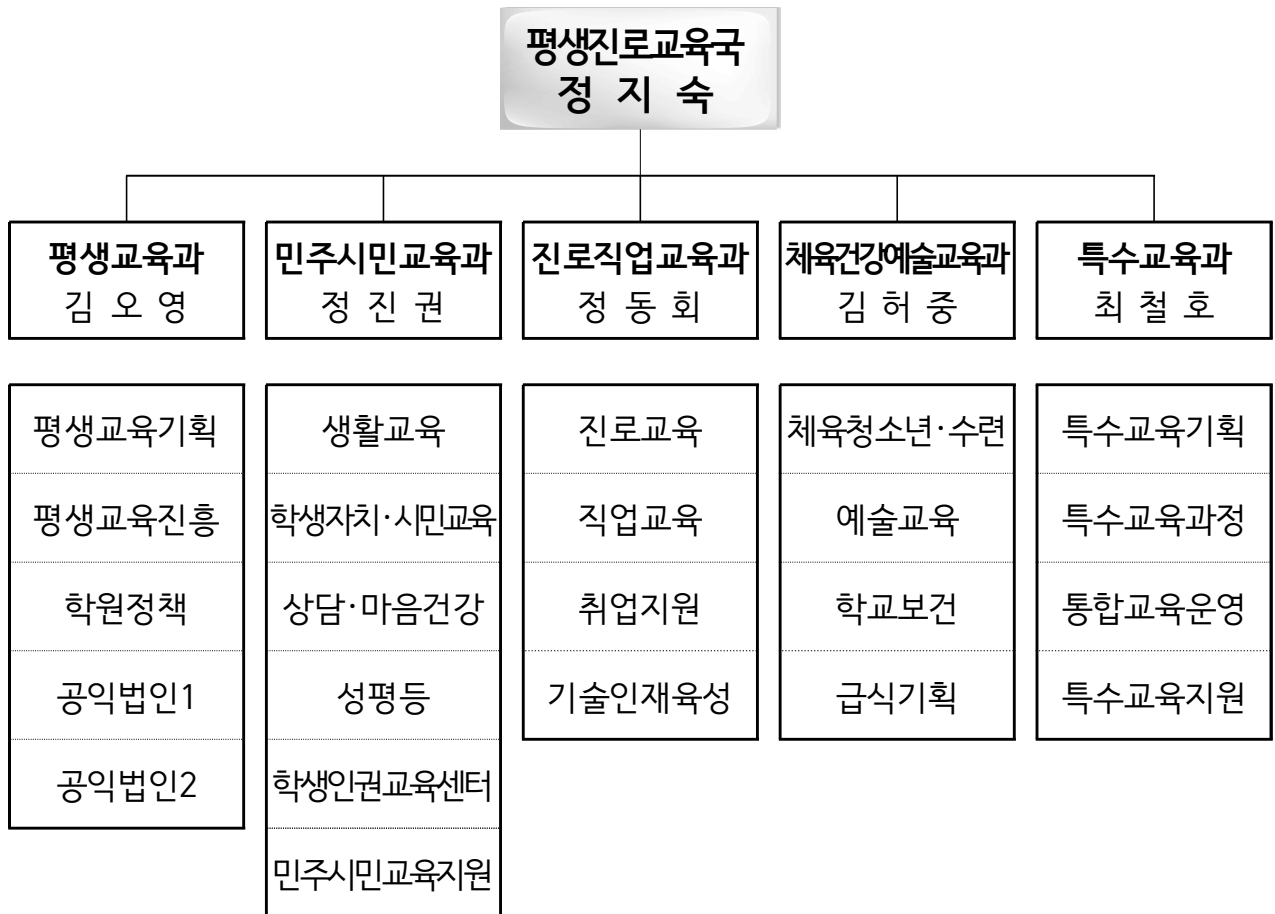 평생진로교육국
정 지 숙
평생교육과
김 오 영
민주시민교육과
정 진 권
진로직업교육과
정 동 회
체육건강예술교육과
김 허 중
특수교육과
최 철 호
평생교육기획
평생교육진흥
학원정책
공익법인1
공익법인2
생활교육
학생자치·시민교육
상담·마음건강
성평등
학생인권교육센터
민주시민교육지원
진로교육
직업교육
취업지원
기술인재육성
체육청소년·수련
예술교육
학교보건
급식기획
특수교육기획
특수교육과정
통합교육운영
특수교육지원